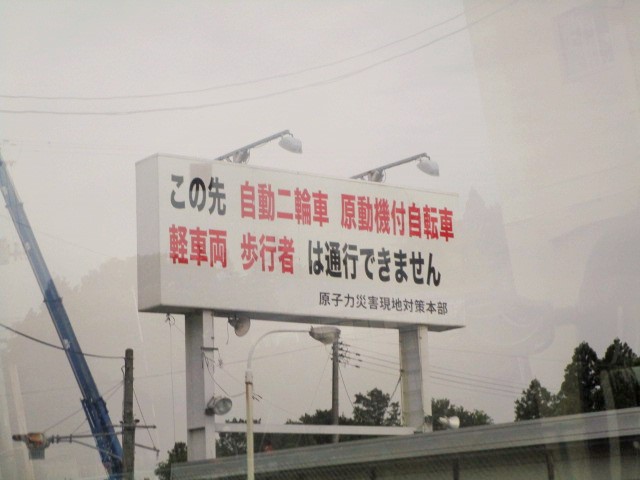 この先 自動二輪車 原動機付自転車
軽車両 歩行者 は通行できません
原子力災害現地対策本部